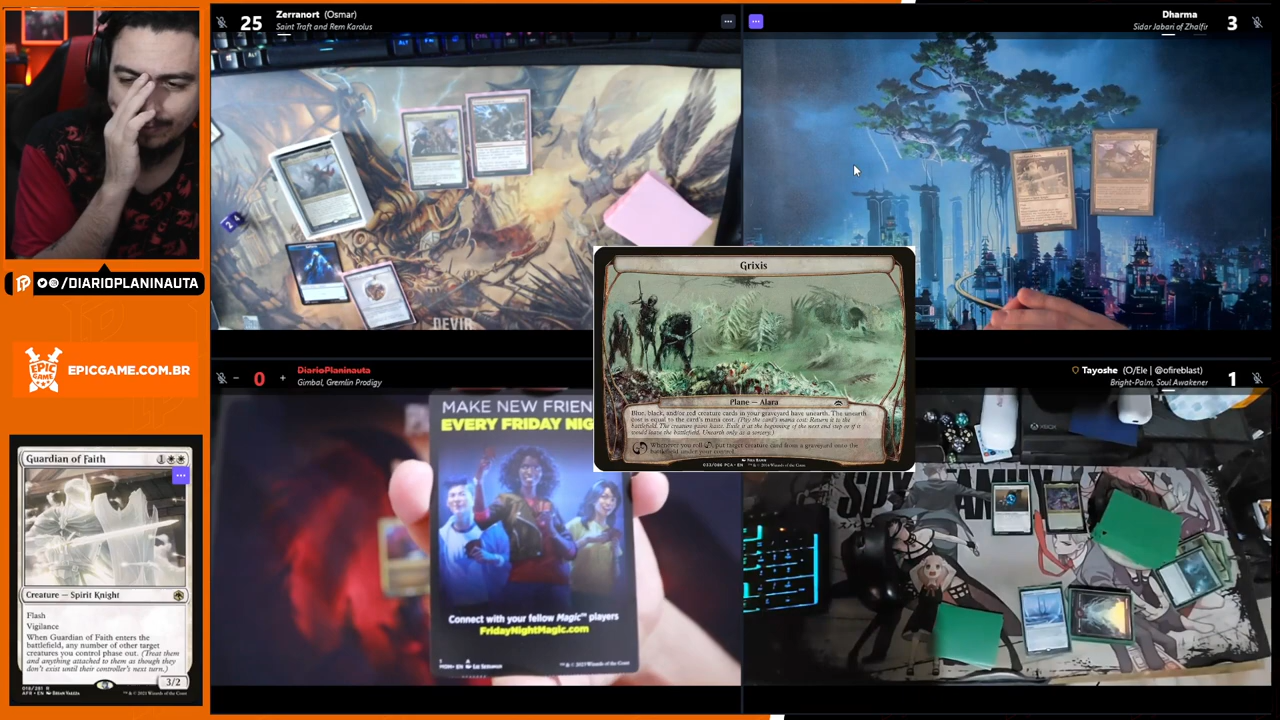 25
Zerranort (Osmar)
Saint Traft and Rem Karolus
Dharma
Sidar Jabari of Zhalfir
3
/DIARIOPLANINAUTA
EPIC GAME
EPICGAME.COM.BR
Guardian of Faith
Creature — Spirit Knight
Flash
Vigilance
When Guardian of Faith enters the
battlefield, any number of other target
creatures you control phase out. (Treat them
and anything attached to them as though they
don't exist until their controller's next turn.)
3/2
DEVIR
Grixis
Plane — Alara
Blue, black, and/or red creature cards in your graveyard have unearth. The unearth
cost is equal to the card's mana cost. (Pay the card's mana cost: Return it to the
battlefield. The creature gains haste. Exile it at the beginning of the next end step or if it
would leave the battlefield. Unearth only as a sorcery.)
Whenever you roll , put target creature card from a graveyard onto the
battlefield under your control.
− 0 +
DiarioPlaninauta
Gimbal, Gremlin Prodigy
MAKE NEW FRIEN
EVERY FRIDAY NIG
Connect with your fellow Magic™ players
FridayNightMagic.com
Tayoshe (O/Ele | @ofireblast)
Bright-Palm, Soul Awakener
1
XBOX